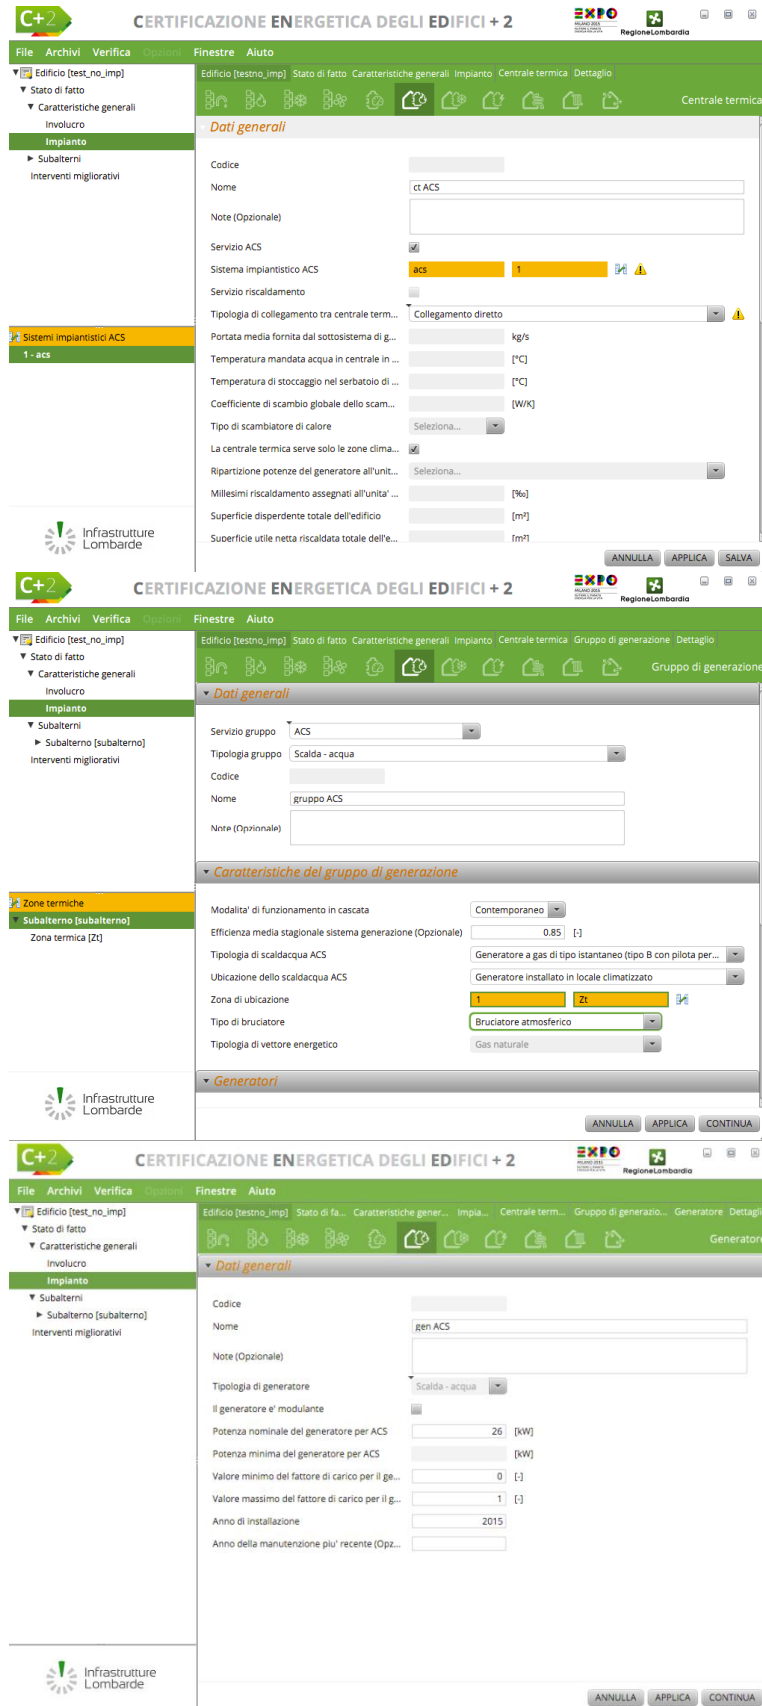 C+2
CERTIFICAZIONE ENERGETICA DEGLI EDIFICI + 2
EXPO
MILANO 2015
RegioneLombardia
File Archivi Verifica Opzioni Finestre Aiuto
Edificio [test_no_imp]
Stato di fatto
Caratteristiche generali
Involucro
Impianto
Subalterni
Interventi migliorativi
Sistemi impiantistici ACS
1 - acs
Infrastrutture
Lombarde
Edificio [testno_imp] Stato di fatto Caratteristiche generali Impianto Centrale termica Dettaglio
Centrale termica
Dati generali
Codice
Nome ct ACS
Note (Opzionale)
Servizio ACS
Sistema impiantistico ACS acs 1
Servizio riscaldamento
Tipologia di collegamento tra centrale term... Collegamento diretto
Portata media fornita dal sottosistema di g... kg/s
Temperatura mandata acqua in centrale in ... [°C]
Temperatura di stoccaggio nel serbatoio di ... [°C]
Coefficiente di scambio globale dello scam... [W/K]
Tipo di scambiatore di calore Seleziona...
La centrale termica serve solo le zone clima...
Ripartizione potenze del generatore all'unit... Seleziona...
Millesimi riscaldamento assegnati all'unita' ... [‰]
Superficie disperdente totale dell'edificio [m²]
Superficie utile netta riscaldata totale dell'e... [m²]
ANNULLA APPLICA SALVA
C+2
CERTIFICAZIONE ENERGETICA DEGLI EDIFICI + 2
EXPO
MILANO 2015
RegioneLombardia
File Archivi Verifica Opzioni Finestre Aiuto
Edificio [test_no_imp]
Stato di fatto
Caratteristiche generali
Involucro
Impianto
Subalterni
Subalterno [subalterno]
Interventi migliorativi
Zone termiche
Subalterno [subalterno]
Zona termica [Zt]
Infrastrutture
Lombarde
Edificio [testno_imp] Stato di fatto Caratteristiche generali Impianto Centrale termica Gruppo di generazione Dettaglio
Gruppo di generazione
Dati generali
Servizio gruppo ACS
Tipologia gruppo Scalda - acqua
Codice
Nome gruppo ACS
Note (Opzionale)
Caratteristiche del gruppo di generazione
Modalita' di funzionamento in cascata Contemporaneo
Efficienza media stagionale sistema generazione (Opzionale) 0.85 [-]
Tipologia di scaldacqua ACS Generatore a gas di tipo istantaneo (tipo B con pilota per...
Ubicazione dello scaldacqua ACS Generatore installato in locale climatizzato
Zona di ubicazione 1 Zt
Tipo di bruciatore Bruciatore atmosferico
Tipologia di vettore energetico Gas naturale
Generatori
ANNULLA APPLICA CONTINUA
C+2
CERTIFICAZIONE ENERGETICA DEGLI EDIFICI + 2
EXPO
MILANO 2015
RegioneLombardia
File Archivi Verifica Opzioni Finestre Aiuto
Edificio [test_no_imp]
Stato di fatto
Caratteristiche generali
Involucro
Impianto
Subalterni
Subalterno [subalterno]
Interventi migliorativi
Infrastrutture
Lombarde
Edificio [testno_imp] Stato di fa... Caratteristiche gener... Impia... Centrale term... Gruppo di generazio... Generatore Dettagli
Generatore
Dati generali
Codice
Nome gen ACS
Note (Opzionale)
Tipologia di generatore Scalda - acqua
Il generatore e' modulante
Potenza nominale del generatore per ACS 26 [kW]
Potenza minima del generatore per ACS [kW]
Valore minimo del fattore di carico per il ge... 0 [-]
Valore massimo del fattore di carico per il g... 1 [-]
Anno di installazione 2015
Anno della manutenzione piu' recente (Opz...
ANNULLA APPLICA CONTINUA